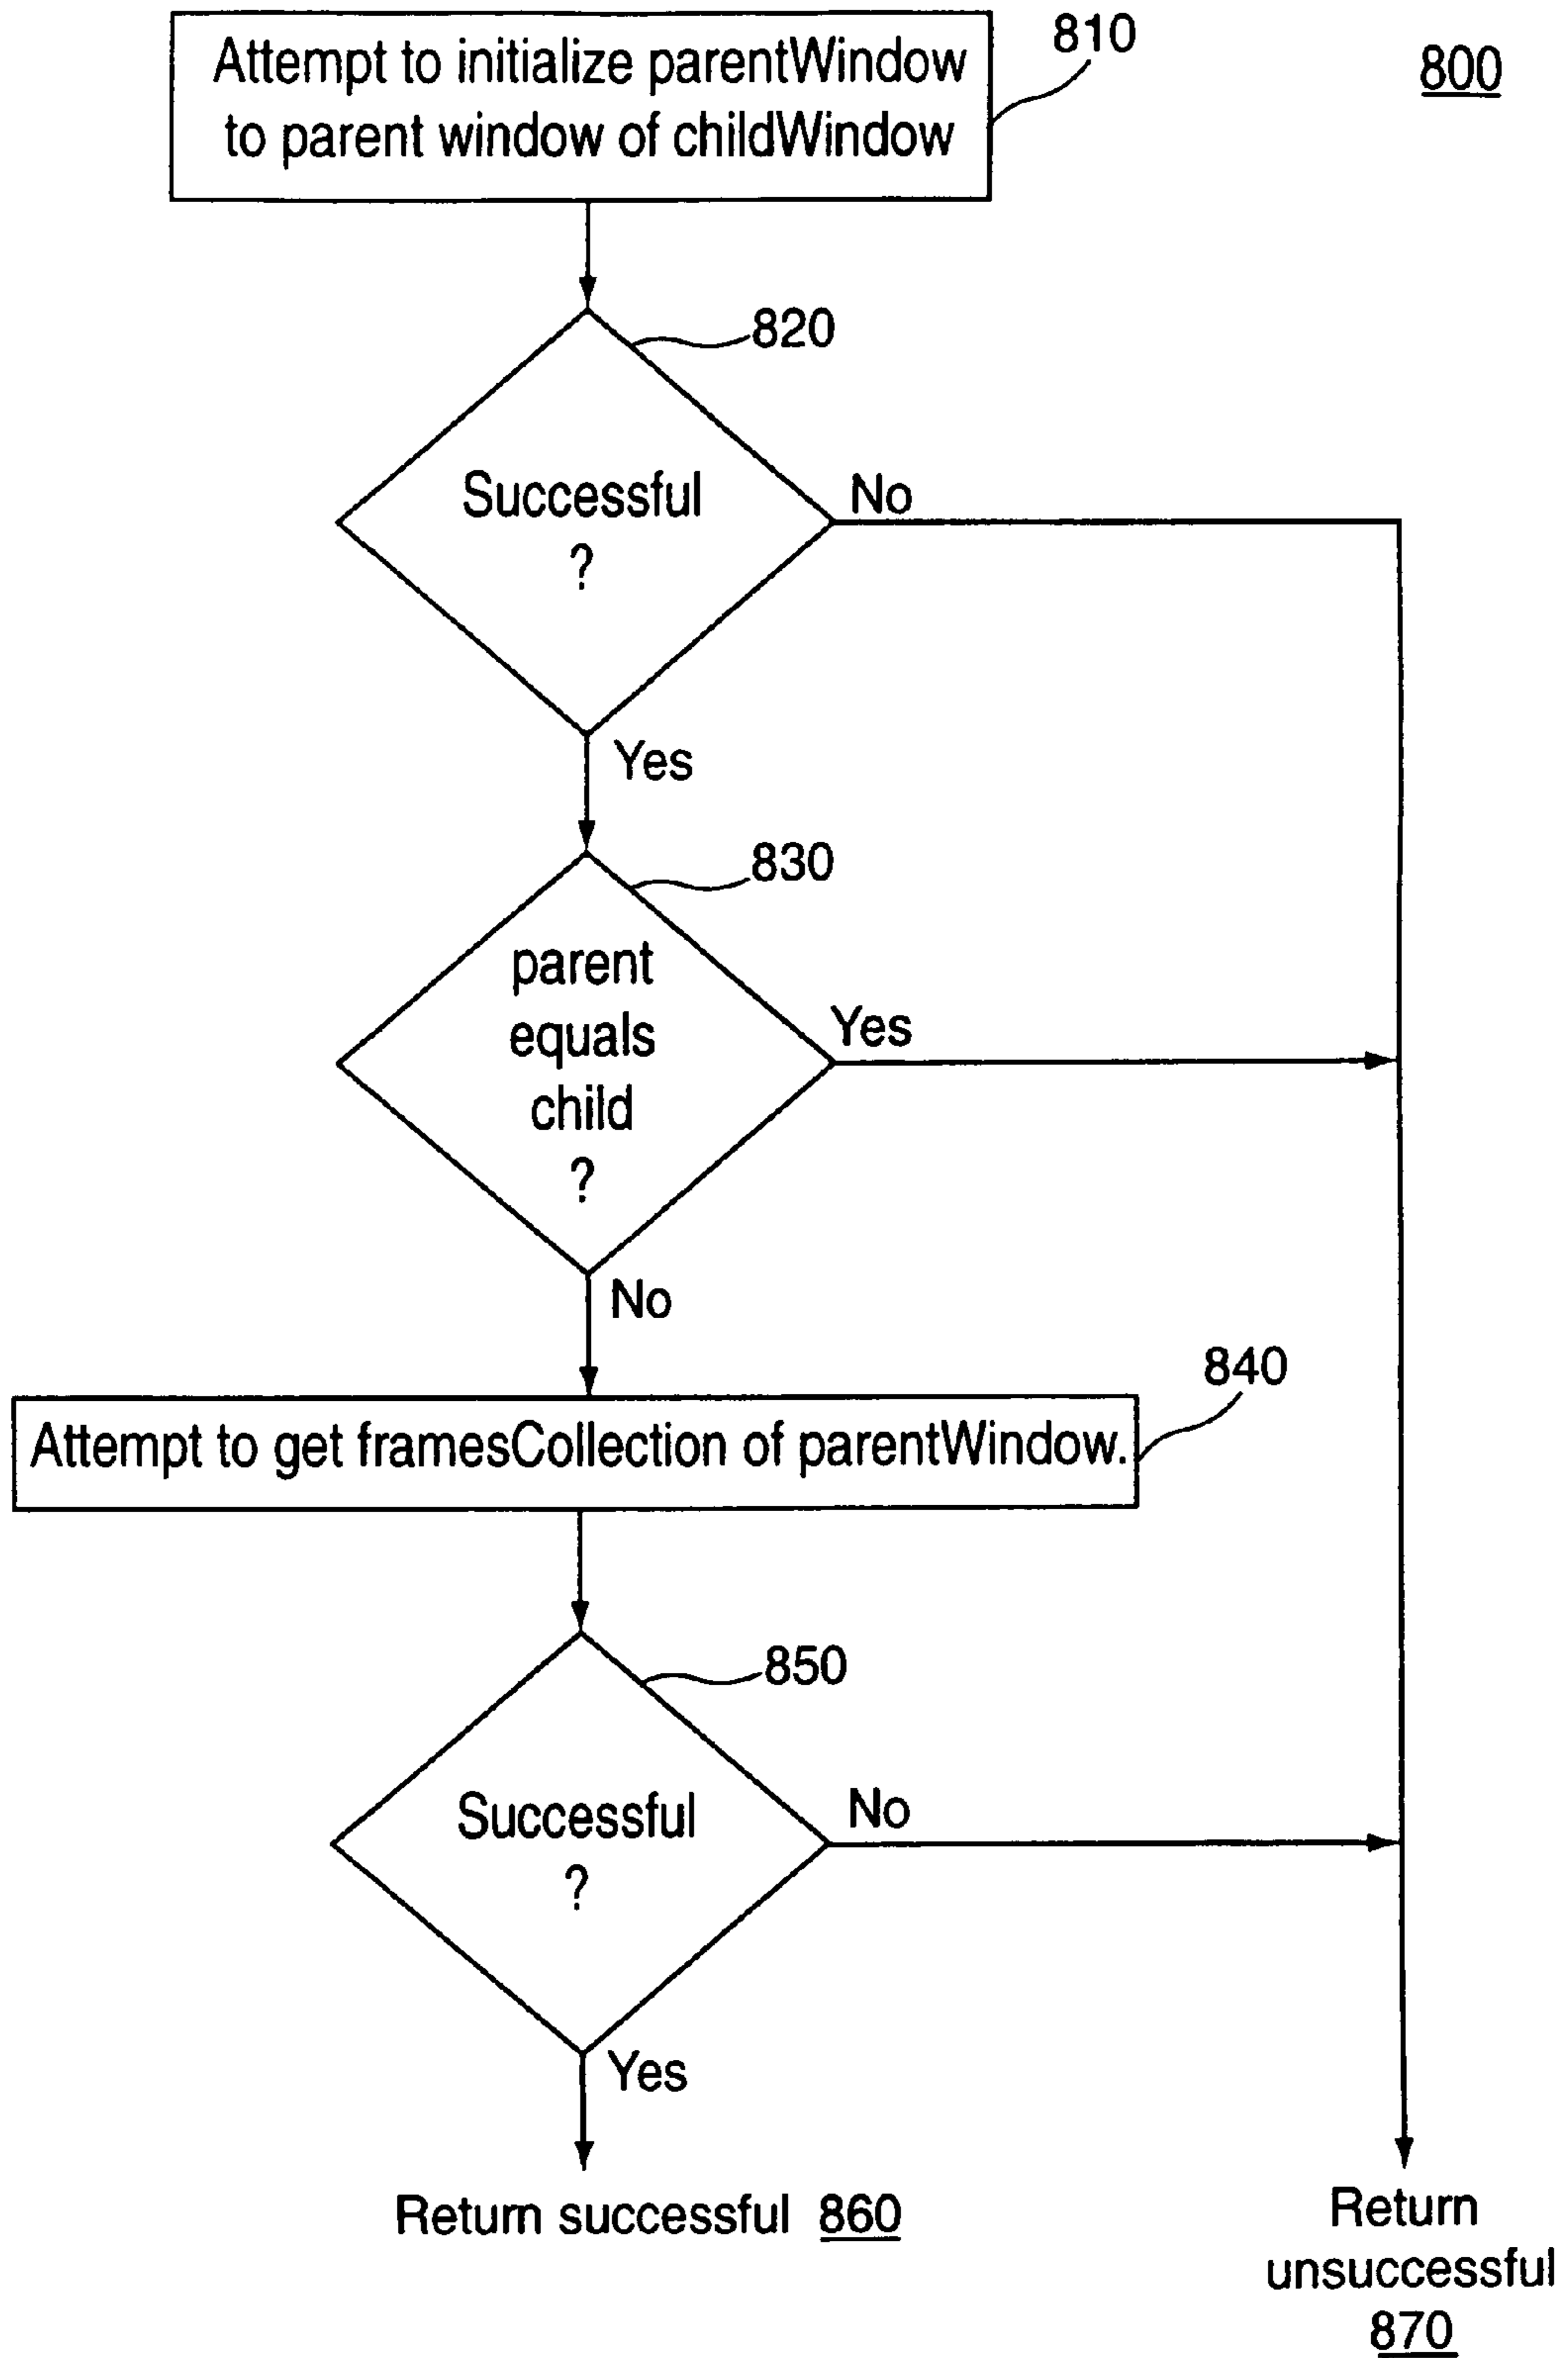 800
Attempt to initialize parentWindow
to parent window of childWindow
810
820
Successful
?
No
Yes
830
parent
equals
child
?
Yes
No
840
Attempt to get framesCollection of parentWindow.
850
Successful
?
No
Yes
Return successful 860
Return
unsuccessful
870